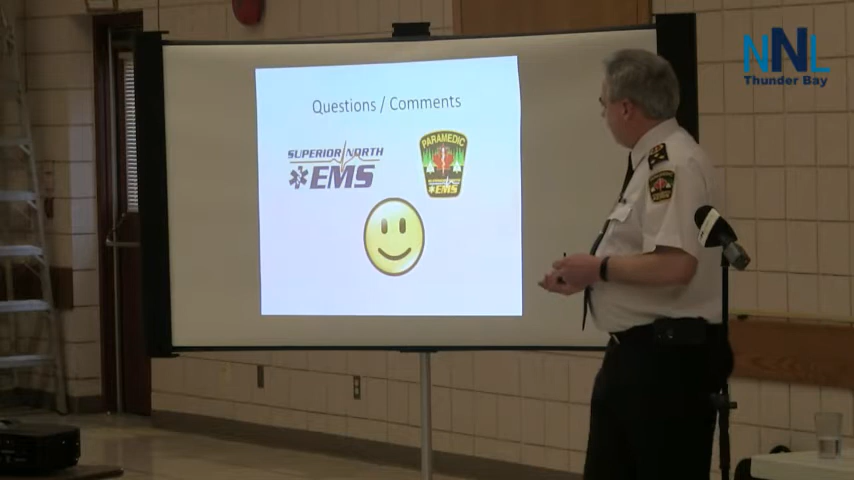 NNL
Thunder Bay
Questions / Comments
SUPERIOR NORTH
EMS
PARAMEDIC
EMS